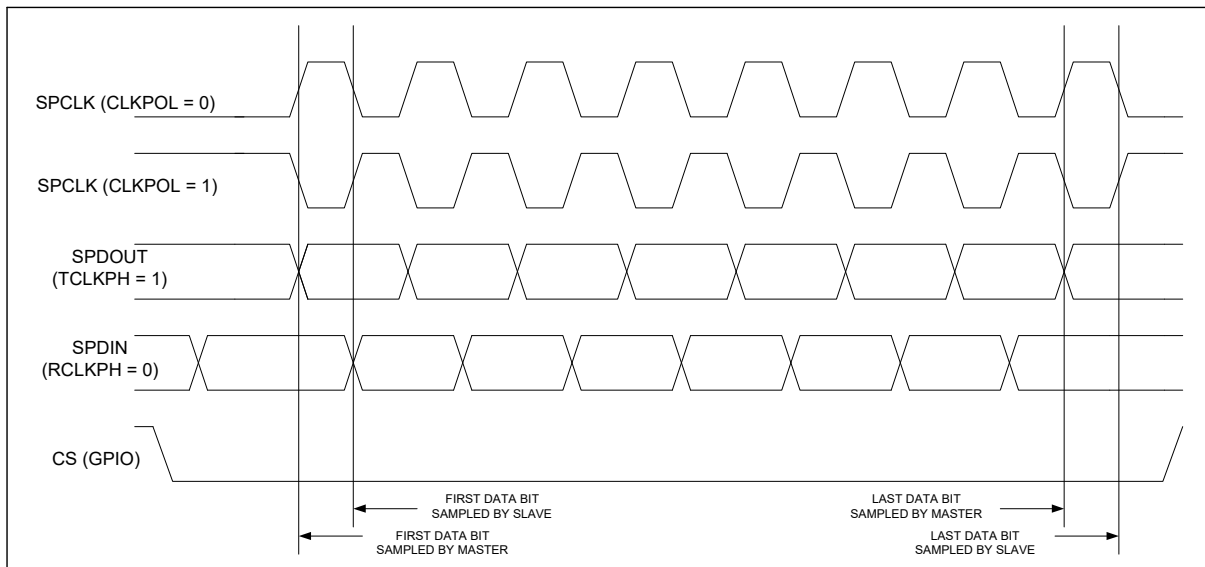 SPCLK (CLKPOL = 0)
SPCLK (CLKPOL = 1)
SPDOUT
(TCLKPH = 1)
SPDIN
(RCLKPH = 0)
CS (GPIO)
FIRST DATA BIT
SAMPLED BY SLAVE
LAST DATA BIT
SAMPLED BY MASTER
FIRST DATA BIT
SAMPLED BY MASTER
LAST DATA BIT
SAMPLED BY SLAVE